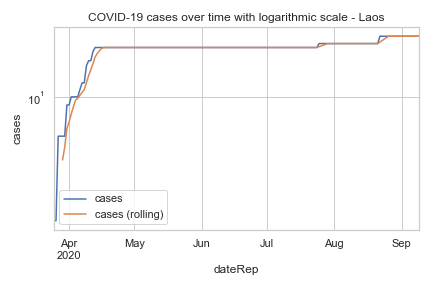 COVID-19 cases over time with logarithmic scale - Laos
cases
10¹
cases
cases (rolling)
Apr
2020
May
Jun
Jul
Aug
Sep
dateRep